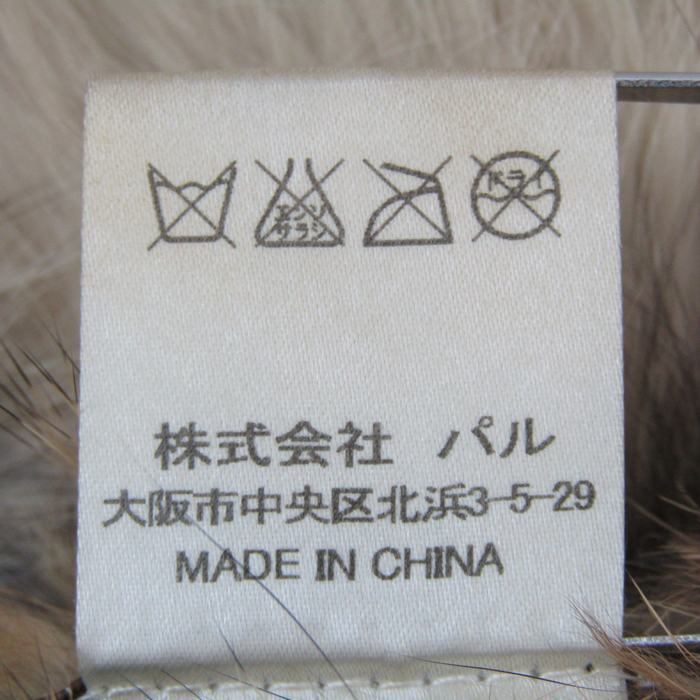 エンソ
サラシ
ドライ
株式会社 パル
大阪市中央区北浜3-5-29
MADE IN CHINA